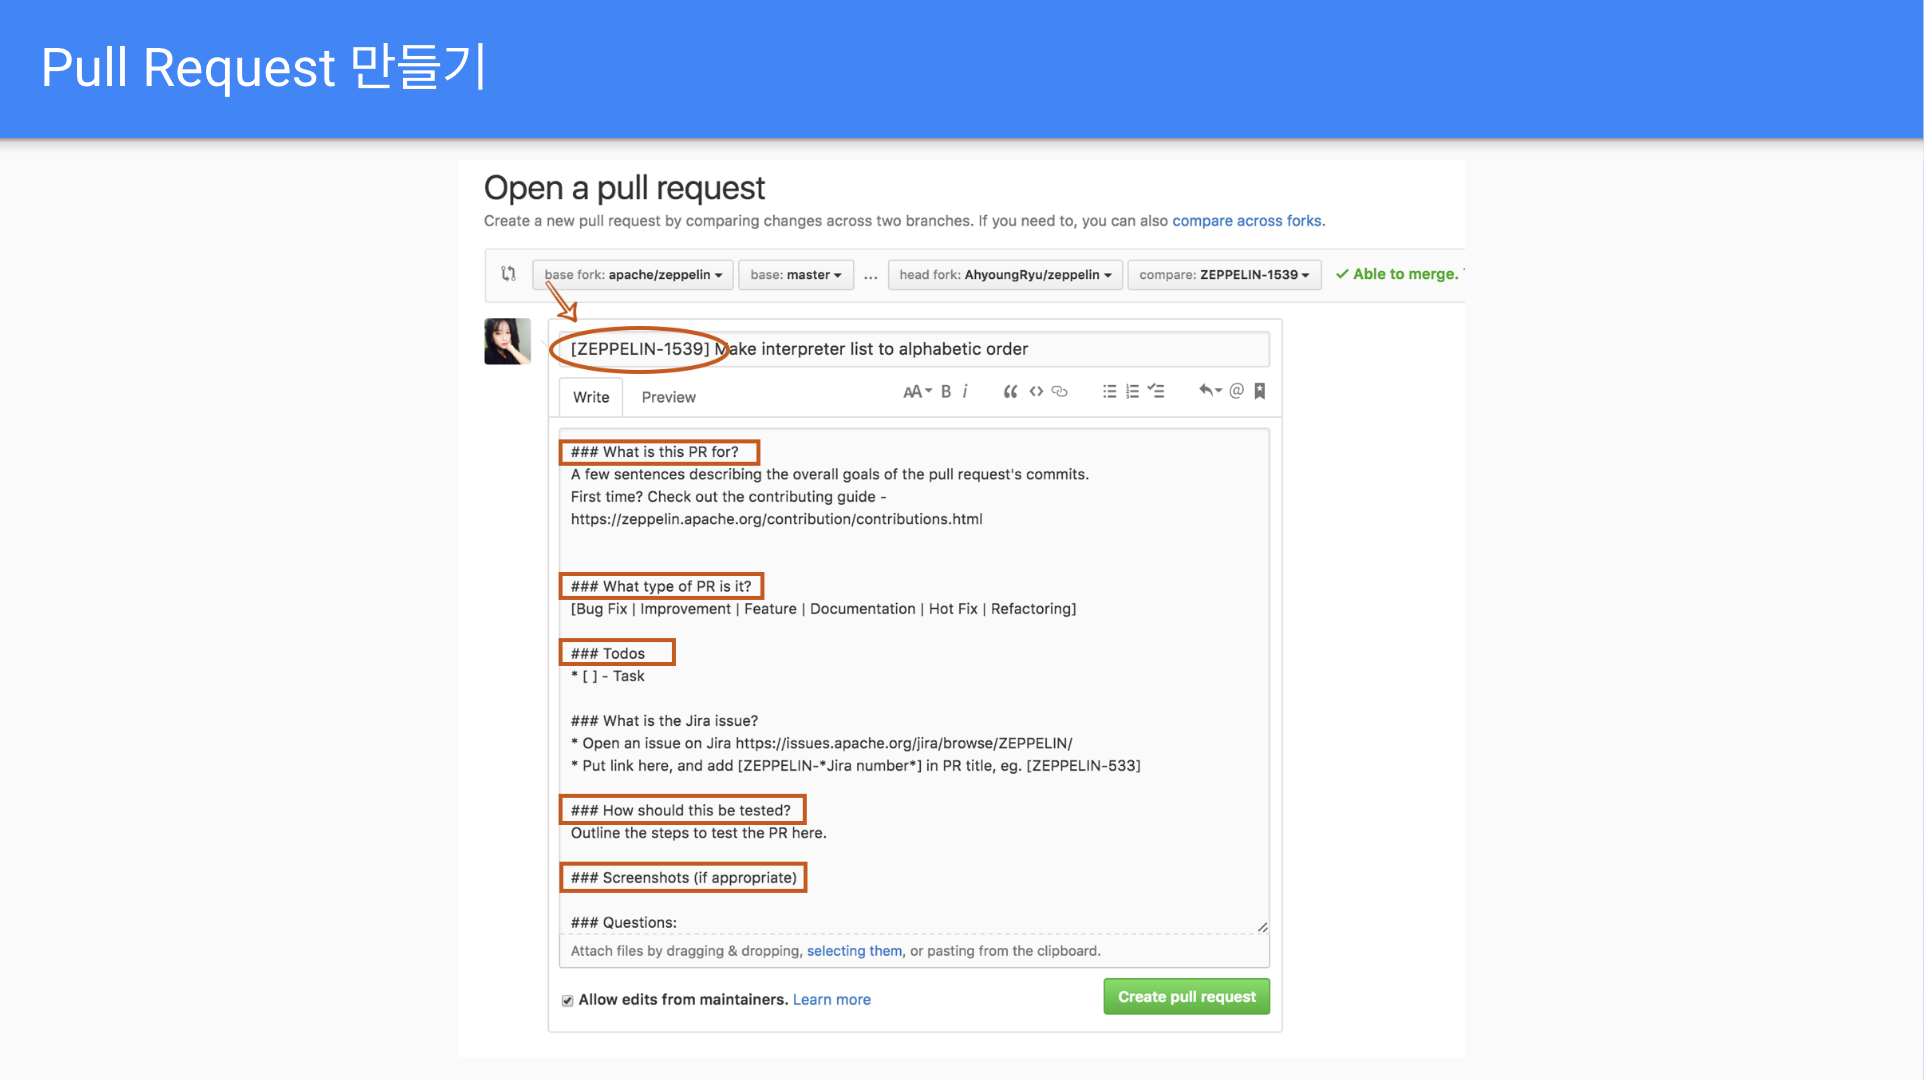 Pull Request 만들기
Open a pull request
Create a new pull request by comparing changes across two branches. If you need to, you can also compare across forks.
base fork: apache/zeppelin base: master ... head fork: AhyoungRyu/zeppelin compare: ZEPPELIN-1539 Able to merge.
[ZEPPELIN-1539] Make interpreter list to alphabetic order
Write Preview AA B i
### What is this PR for?
A few sentences describing the overall goals of the pull request's commits.
First time? Check out the contributing guide -
https://zeppelin.apache.org/contribution/contributions.html
### What type of PR is it?
[Bug Fix | Improvement | Feature | Documentation | Hot Fix | Refactoring]
### Todos
* [ ] - Task
### What is the Jira issue?
* Open an issue on Jira https://issues.apache.org/jira/browse/ZEPPELIN/
* Put link here, and add [ZEPPELIN-*Jira number*] in PR title, eg. [ZEPPELIN-533]
### How should this be tested?
Outline the steps to test the PR here.
### Screenshots (if appropriate)
### Questions:
Attach files by dragging & dropping, selecting them, or pasting from the clipboard.
Allow edits from maintainers. Learn more
Create pull request